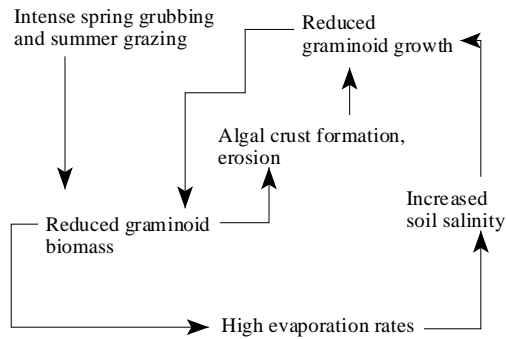 Intense spring grubbing
and summer grazing
Reduced
graminoid growth
Algal crust formation,
erosion
Increased
soil salinity
Reduced graminoid
biomass
High evaporation rates